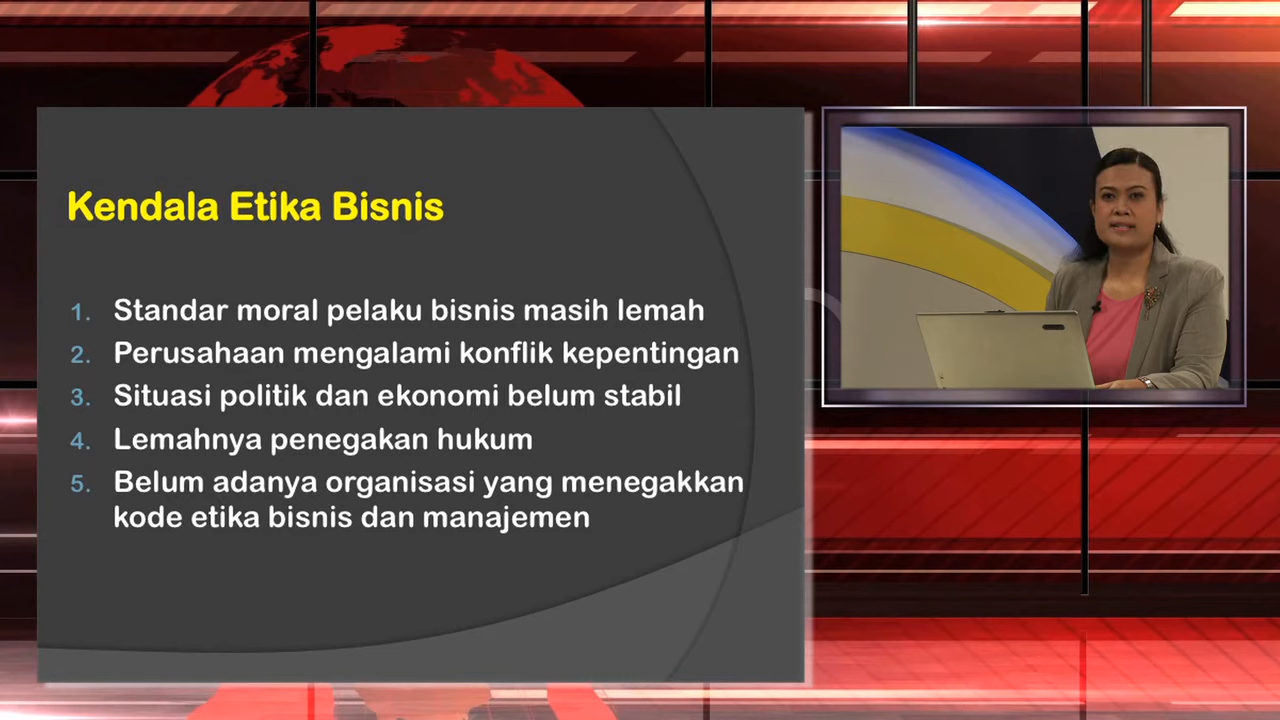 Kendala Etika Bisnis
1. Standar moral pelaku bisnis masih lemah
2. Perusahaan mengalami konflik kepentingan
3. Situasi politik dan ekonomi belum stabil
4. Lemahnya penegakan hukum
5. Belum adanya organisasi yang menegakkan
kode etika bisnis dan manajemen